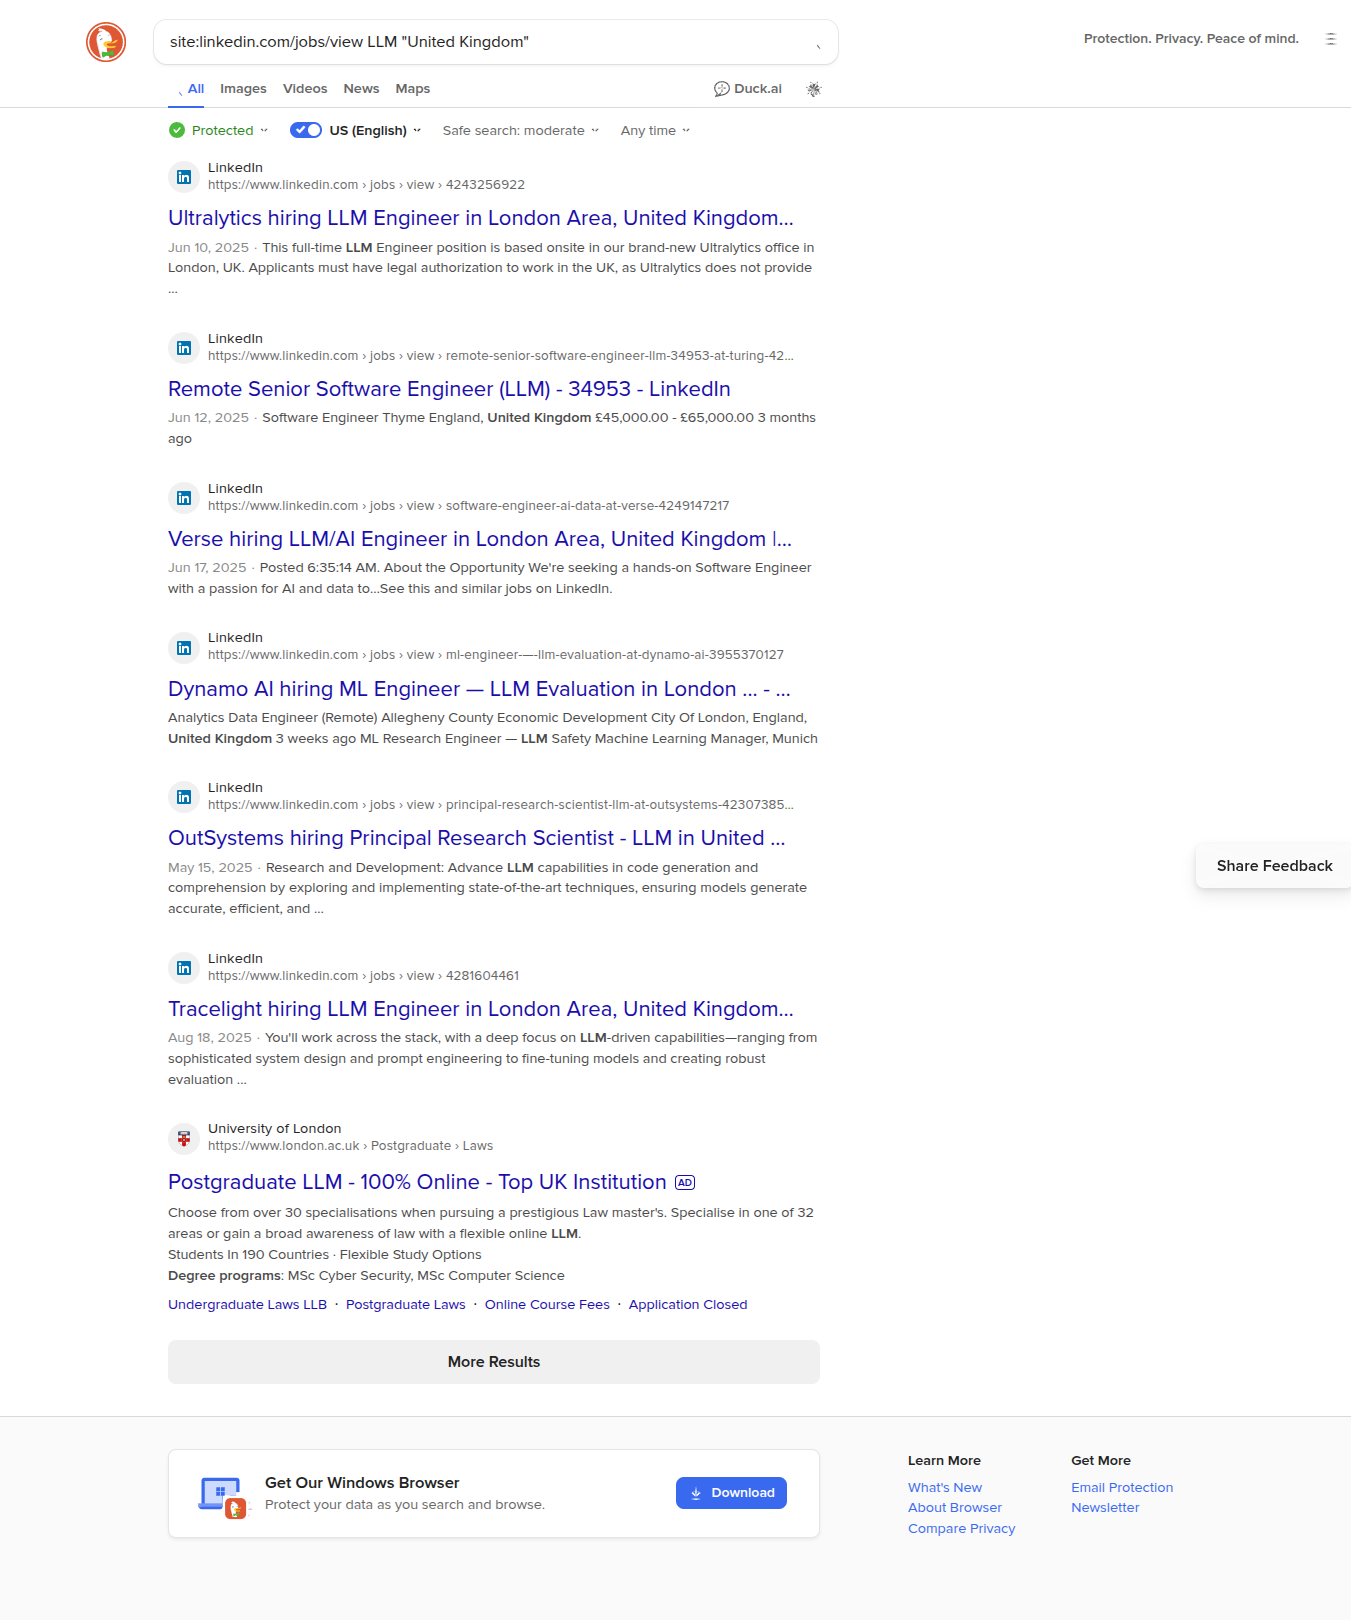 site:linkedin.com/jobs/view LLM "United Kingdom"
Protection. Privacy. Peace of mind.
All Images Videos News Maps Duck.ai
Protected US (English) Safe search: moderate Any time
LinkedIn
https://www.linkedin.com › jobs › view › 4243256922
Ultralytics hiring LLM Engineer in London Area, United Kingdom...
Jun 10, 2025 · This full-time LLM Engineer position is based onsite in our brand-new Ultralytics office in
London, UK. Applicants must have legal authorization to work in the UK, as Ultralytics does not provide
...
LinkedIn
https://www.linkedin.com › jobs › view › remote-senior-software-engineer-llm-34953-at-turing-42...
Remote Senior Software Engineer (LLM) - 34953 - LinkedIn
Jun 12, 2025 · Software Engineer Thyme England, United Kingdom £45,000.00 - £65,000.00 3 months
ago
LinkedIn
https://www.linkedin.com › jobs › view › software-engineer-ai-data-at-verse-4249147217
Verse hiring LLM/AI Engineer in London Area, United Kingdom |...
Jun 17, 2025 · Posted 6:35:14 AM. About the Opportunity We're seeking a hands-on Software Engineer
with a passion for AI and data to...See this and similar jobs on LinkedIn.
LinkedIn
https://www.linkedin.com › jobs › view › ml-engineer-—-llm-evaluation-at-dynamo-ai-3955370127
Dynamo AI hiring ML Engineer — LLM Evaluation in London ... - ...
Analytics Data Engineer (Remote) Allegheny County Economic Development City Of London, England,
United Kingdom 3 weeks ago ML Research Engineer — LLM Safety Machine Learning Manager, Munich
LinkedIn
https://www.linkedin.com › jobs › view › principal-research-scientist-llm-at-outsystems-42307385...
OutSystems hiring Principal Research Scientist - LLM in United ...
May 15, 2025 · Research and Development: Advance LLM capabilities in code generation and
comprehension by exploring and implementing state-of-the-art techniques, ensuring models generate
accurate, efficient, and ...
LinkedIn
https://www.linkedin.com › jobs › view › 4281604461
Tracelight hiring LLM Engineer in London Area, United Kingdom...
Aug 18, 2025 · You'll work across the stack, with a deep focus on LLM-driven capabilities—ranging from
sophisticated system design and prompt engineering to fine-tuning models and creating robust
evaluation ...
University of London
https://www.london.ac.uk › Postgraduate › Laws
Postgraduate LLM - 100% Online - Top UK Institution AD
Choose from over 30 specialisations when pursuing a prestigious Law master's. Specialise in one of 32
areas or gain a broad awareness of law with a flexible online LLM.
Students In 190 Countries · Flexible Study Options
Degree programs: MSc Cyber Security, MSc Computer Science
Undergraduate Laws LLB · Postgraduate Laws · Online Course Fees · Application Closed
Share Feedback
More Results
Get Our Windows Browser
Protect your data as you search and browse.
Download
Learn More
What's New
About Browser
Compare Privacy
Get More
Email Protection
Newsletter